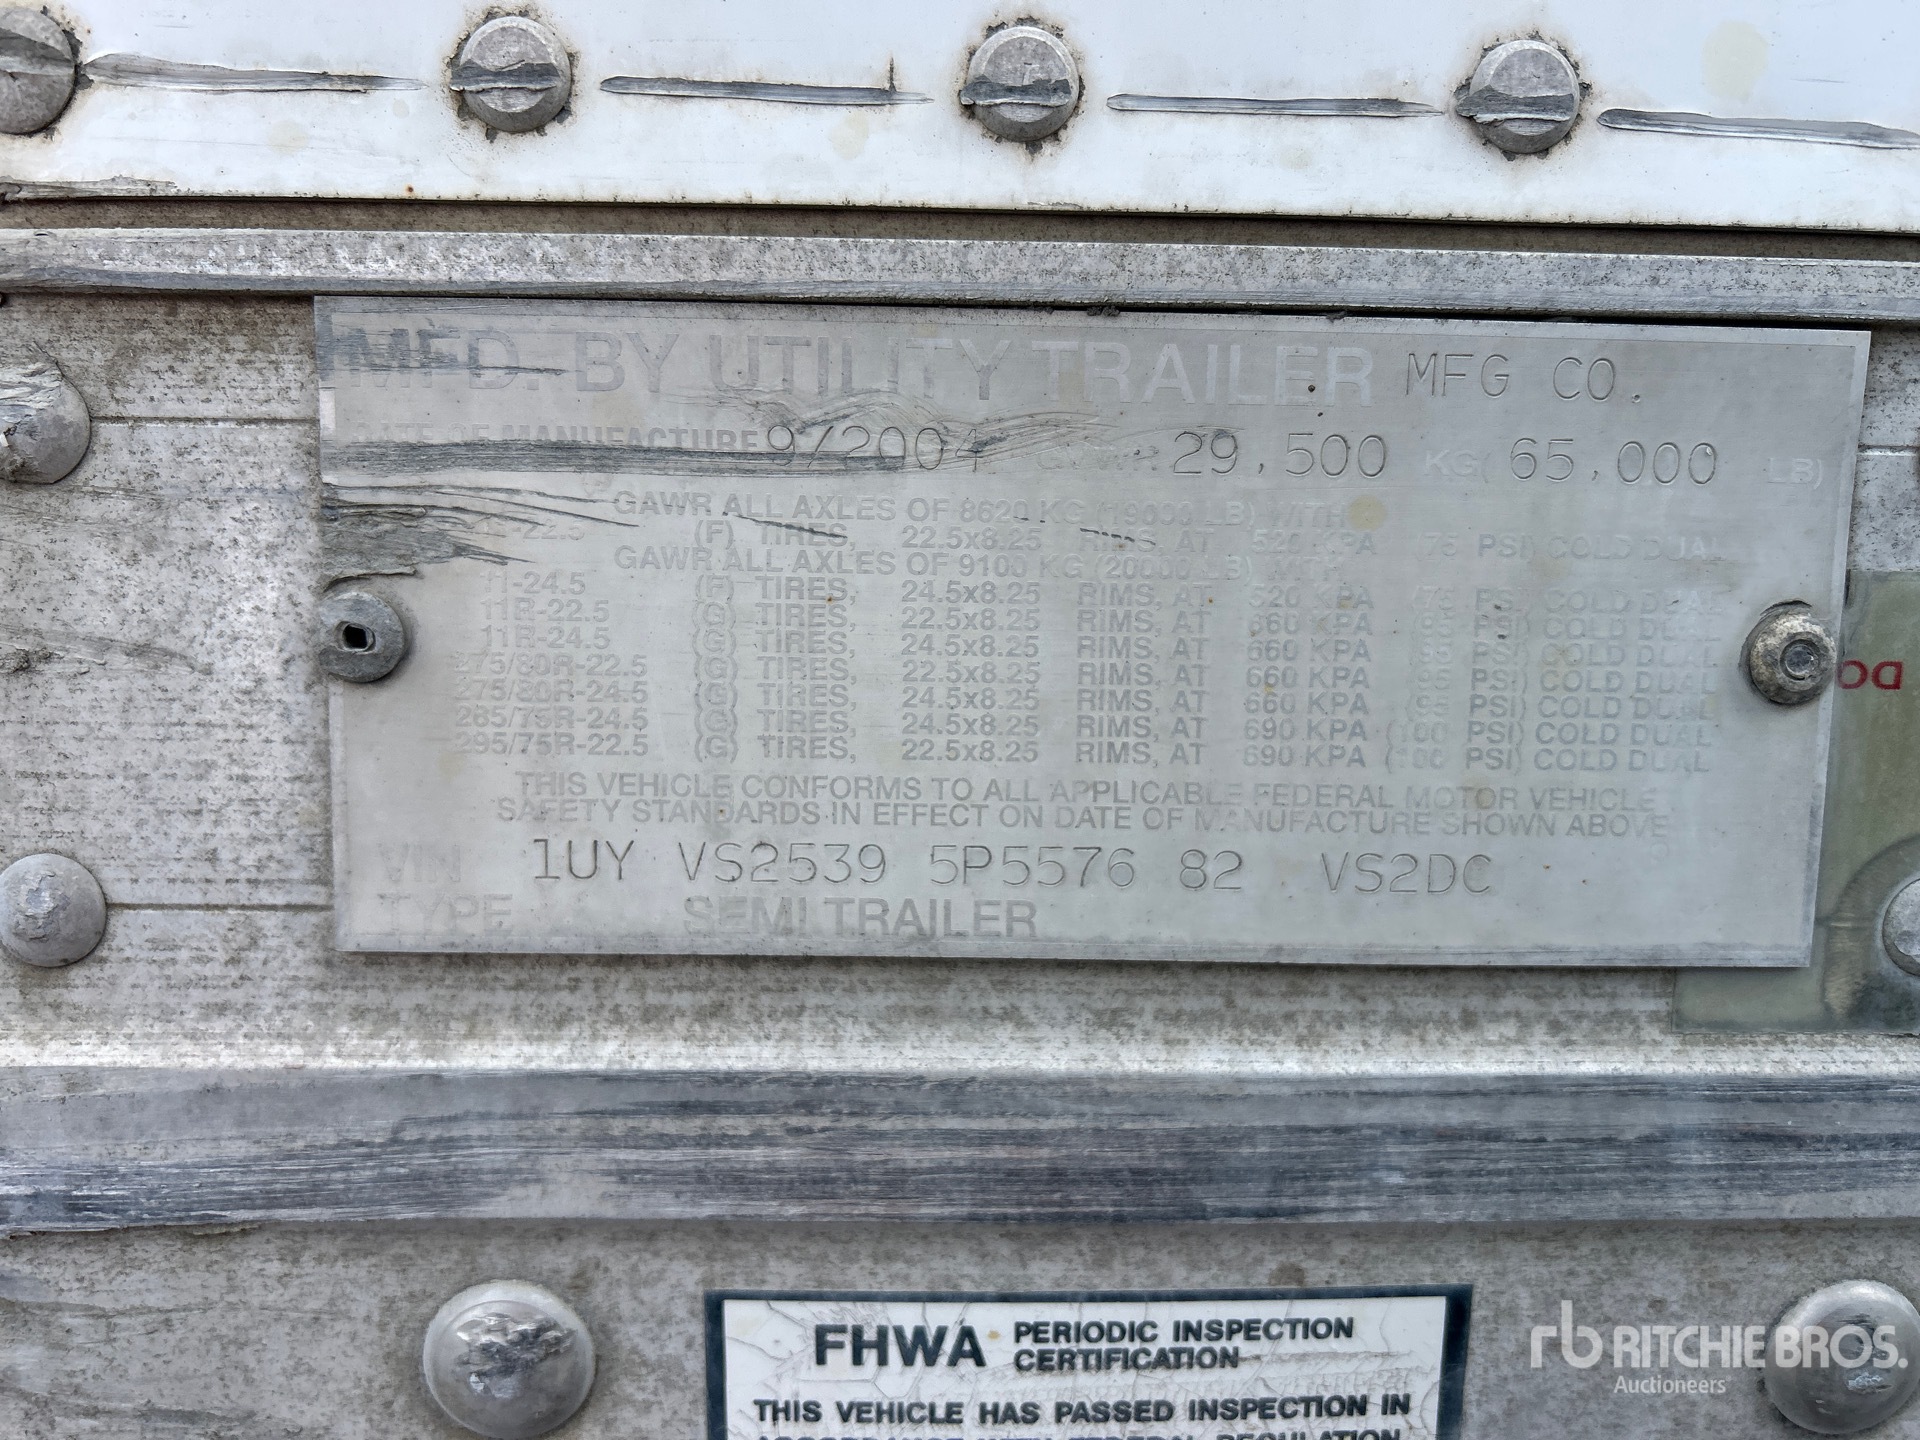 MFD. BY UTILITY TRAILER MFG CO.
DATE OF MANUFACTURE 9/2004 GVWR 29,500 KG( 65,000 LB)
GAWR ALL AXLES OF 8620 KG (19000 LB) WITH
-22.5 (F) TIRES, 22.5x8.25 RIMS, AT 520 KPA (75 PSI) COLD DUAL
GAWR ALL AXLES OF 9100 KG (20000 LB) WITH
11-24.5 (F) TIRES, 24.5x8.25 RIMS, AT 520 KPA (75 PSI) COLD DUAL
11R-22.5 (G) TIRES, 22.5x8.25 RIMS, AT 660 KPA (95 PSI) COLD DUAL
11R-24.5 (G) TIRES, 24.5x8.25 RIMS, AT 660 KPA (95 PSI) COLD DUAL
275/80R-22.5 (G) TIRES, 22.5x8.25 RIMS, AT 660 KPA (95 PSI) COLD DUAL
275/80R-24.5 (G) TIRES, 24.5x8.25 RIMS, AT 660 KPA (95 PSI) COLD DUAL
285/75R-24.5 (G) TIRES, 24.5x8.25 RIMS, AT 690 KPA (100 PSI) COLD DUAL
295/75R-22.5 (G) TIRES, 22.5x8.25 RIMS, AT 690 KPA (100 PSI) COLD DUAL
THIS VEHICLE CONFORMS TO ALL APPLICABLE FEDERAL MOTOR VEHICLE
SAFETY STANDARDS IN EFFECT ON DATE OF MANUFACTURE SHOWN ABOVE
VIN 1UY VS2539 5P5576 82 VS2DC
TYPE SEMI TRAILER
FHWA PERIODIC INSPECTION
CERTIFICATION
THIS VEHICLE HAS PASSED INSPECTION IN
ACCORDANCE WITH FEDERAL REGULATION
rb RITCHIE BROS.
Auctioneers